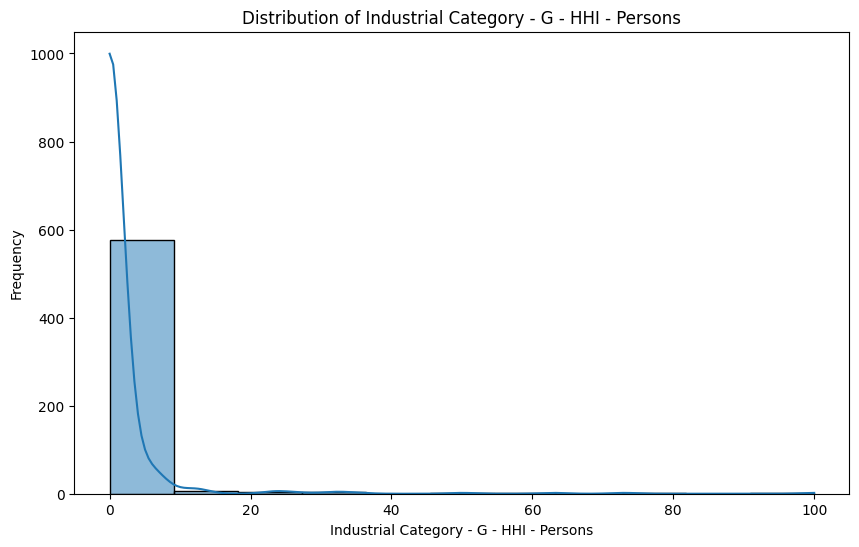 Distribution of Industrial Category - G - HHI - Persons
Frequency
1000
800
600
400
200
0
0 20 40 60 80 100
Industrial Category - G - HHI - Persons